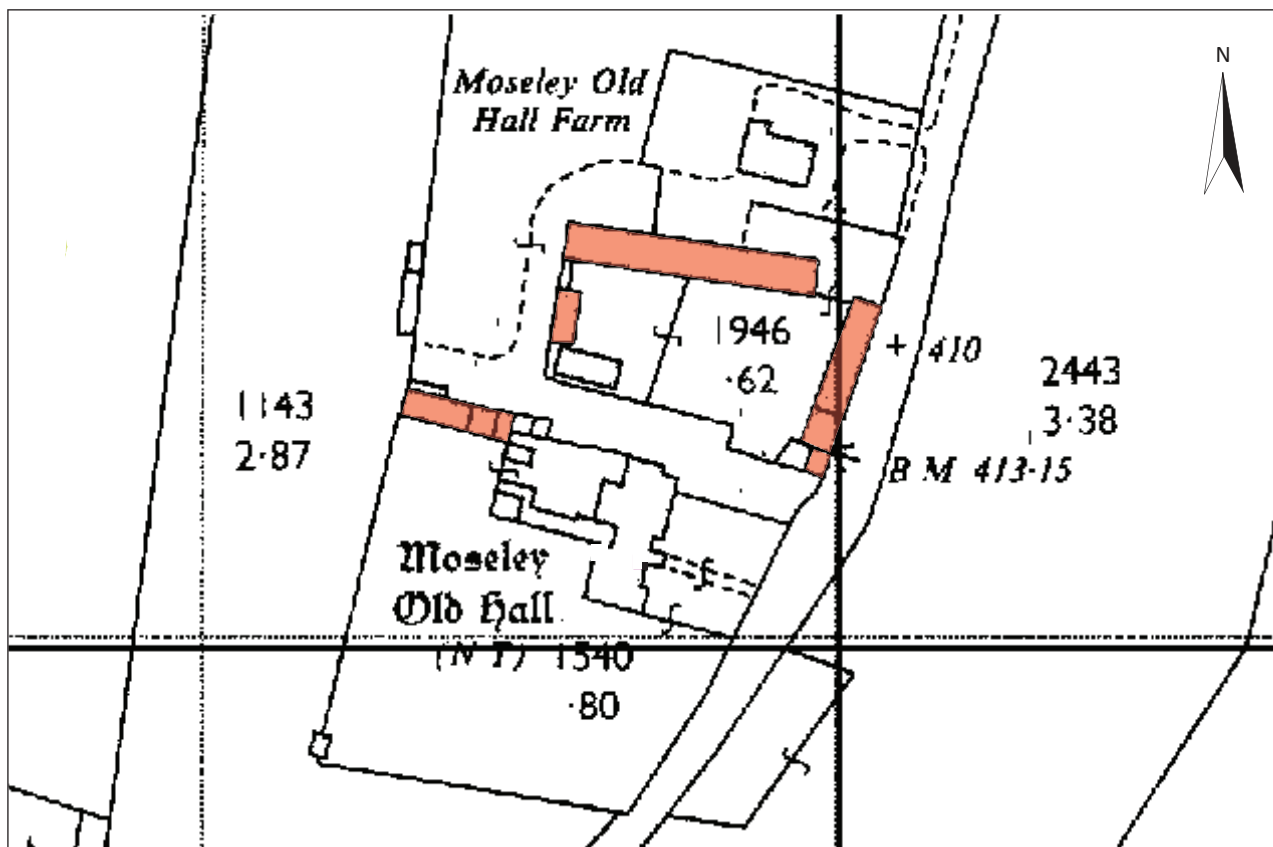 N
Moseley Old
Hall Farm
1946
·62
+ 410
2443
3·38
1143
2·87
B M 413·15
Moseley
Old Hall
(N T) 1540
·80